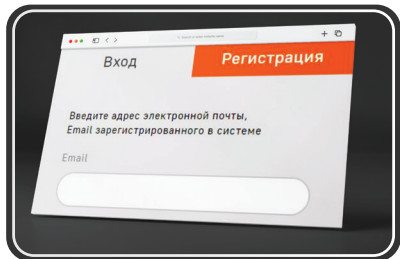 Вход
Регистрация
Введите адрес электронной почты,
Email зарегистрированного в системе
Email